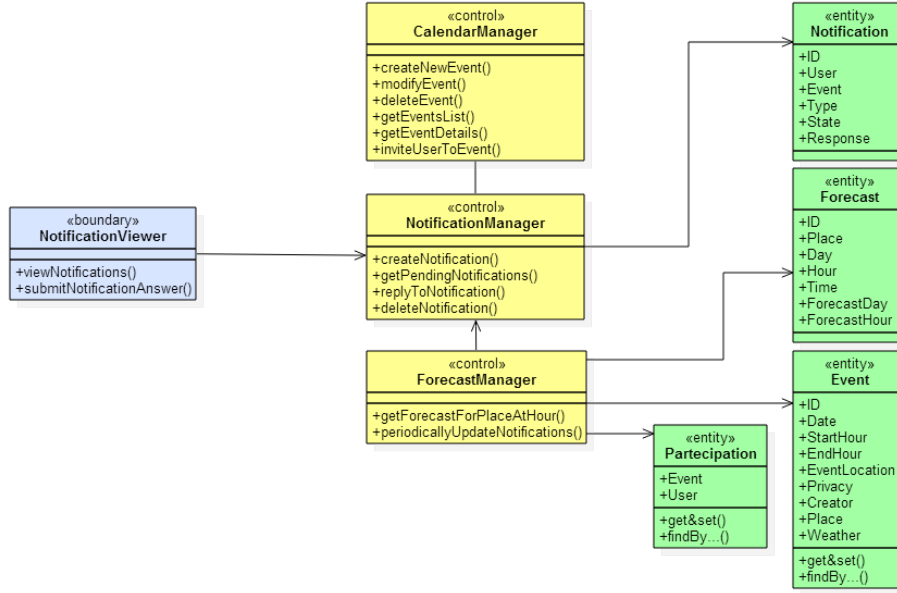 «control»
CalendarManager
+createNewEvent()
+modifyEvent()
+deleteEvent()
+getEventsList()
+getEventDetails()
+inviteUserToEvent()
«entity»
Notification
+ID
+User
+Event
+Type
+State
+Response
«boundary»
NotificationViewer
+viewNotifications()
+submitNotificationAnswer()
«control»
NotificationManager
+createNotification()
+getPendingNotifications()
+replyToNotification()
+deleteNotification()
«entity»
Forecast
+ID
+Place
+Day
+Hour
+Time
+ForecastDay
+ForecastHour
«control»
ForecastManager
+getForecastForPlaceAtHour()
+periodicallyUpdateNotifications()
«entity»
Event
+ID
+Date
+StartHour
+EndHour
+EventLocation
+Privacy
+Creator
+Place
+Weather
+get&set()
+findBy...()
«entity»
Partecipation
+Event
+User
+get&set()
+findBy...()